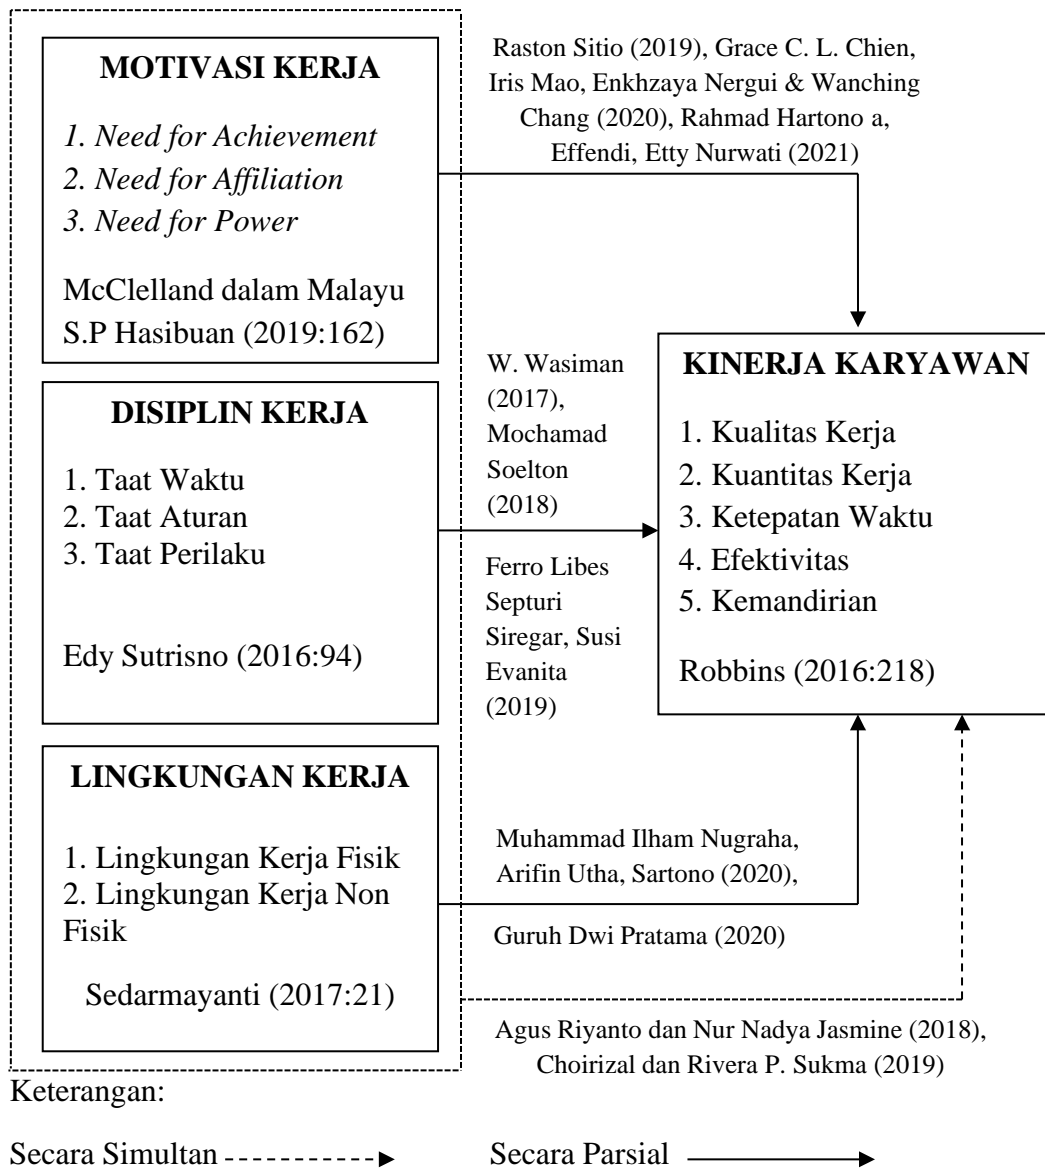 MOTIVASI KERJA
1. Need for Achievement
2. Need for Affiliation
3. Need for Power
McClelland dalam Malayu
S.P Hasibuan (2019:162)
Raston Sitio (2019), Grace C. L. Chien,
Iris Mao, Enkhzaya Nergui & Wanching
Chang (2020), Rahmad Hartono a,
Effendi, Etty Nurwati (2021)
DISIPLIN KERJA
1. Taat Waktu
2. Taat Aturan
3. Taat Perilaku
Edy Sutrisno (2016:94)
W. Wasiman
(2017),
Mochamad
Soelton
(2018)
Ferro Libes
Septuri
Siregar, Susi
Evanita
(2019)
KINERJA KARYAWAN
1. Kualitas Kerja
2. Kuantitas Kerja
3. Ketepatan Waktu
4. Efektivitas
5. Kemandirian
Robbins (2016:218)
LINGKUNGAN KERJA
1. Lingkungan Kerja Fisik
2. Lingkungan Kerja Non
Fisik
Sedarmayanti (2017:21)
Muhammad Ilham Nugraha,
Arifin Utha, Sartono (2020),
Guruh Dwi Pratama (2020)
Agus Riyanto dan Nur Nadya Jasmine (2018),
Choirizal dan Rivera P. Sukma (2019)
Keterangan:
Secara Simultan
Secara Parsial